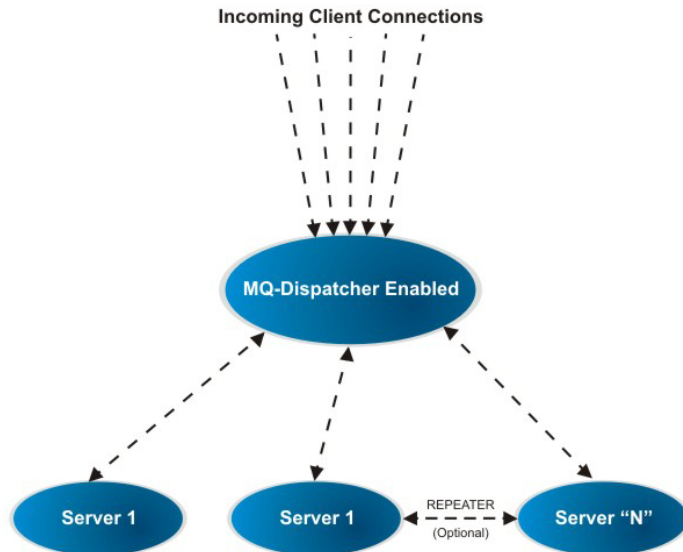 Incoming Client Connections
MQ-Dispatcher Enabled
Server 1
Server 1
REPEATER
(Optional)
Server “N”